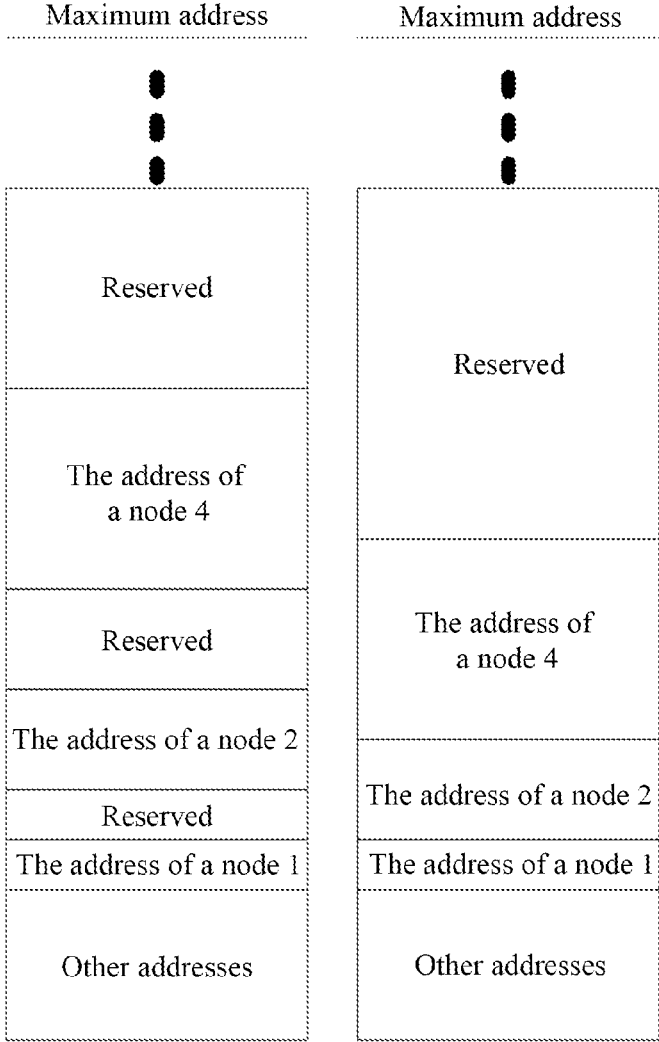 Maximum address
Reserved
The address of
a node 4
Reserved
The address of a node 2
Reserved
The address of a node 1
Other addresses
Maximum address
Reserved
The address of
a node 4
The address of a node 2
The address of a node 1
Other addresses